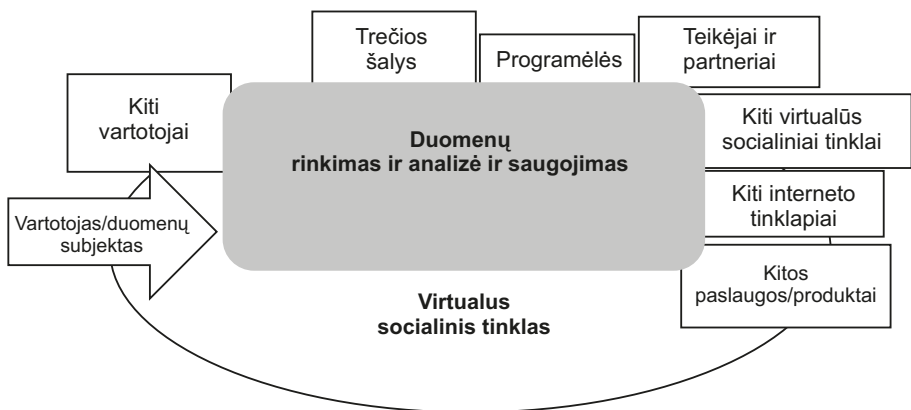 Trečios
šalys
Programėlės
Teikėjai ir
partneriai
Kiti
vartotojai
Duomenų
rinkimas ir analizė ir saugojimas
Kiti virtualūs
socialiniai tinklai
Kiti interneto
tinklapiai
Vartotojas/duomenų
subjektas
Kitos
paslaugos/produktai
Virtualus
socialinis tinklas